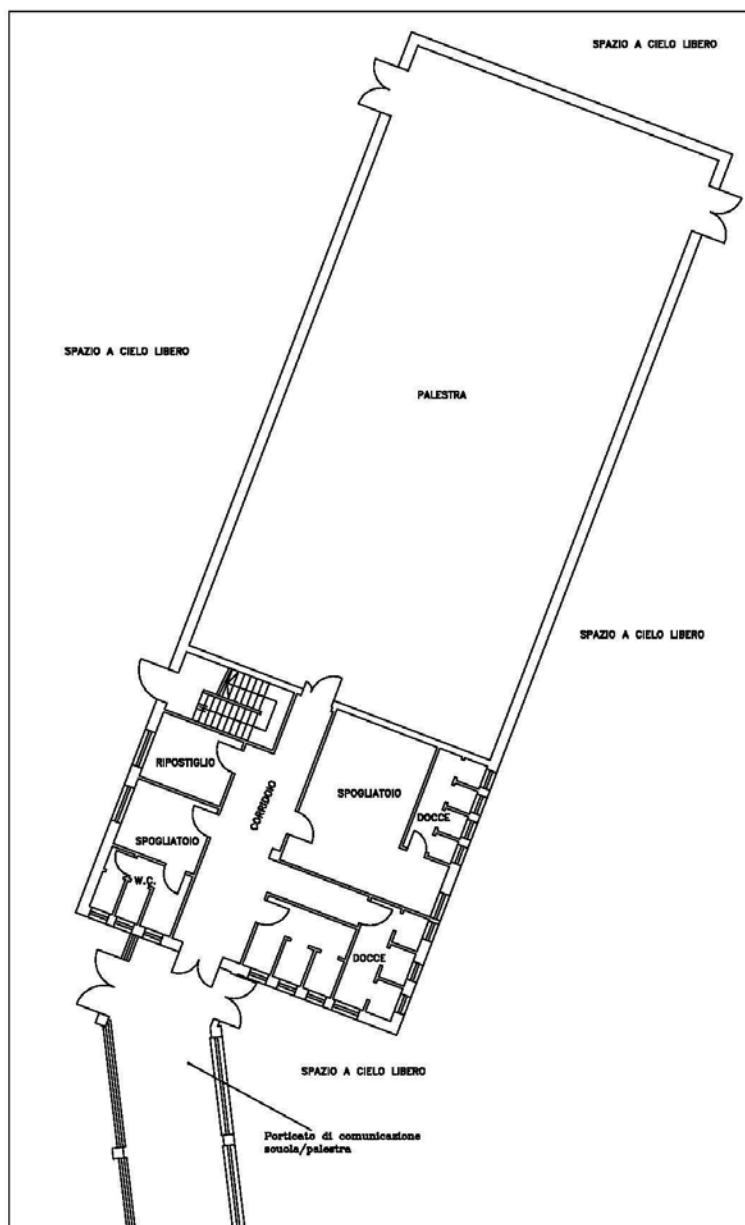 SPAZIO A CIELO LIBERO
SPAZIO A CIELO LIBERO
PALESTRA
SPAZIO A CIELO LIBERO
RIPOSTIGLIO
CORRIDOIO
SPOGLIATOIO
DOCCE
SPOGLIATOIO
W.C.
DOCCE
SPAZIO A CIELO LIBERO
Porticato di comunicazione
scuola/palestra